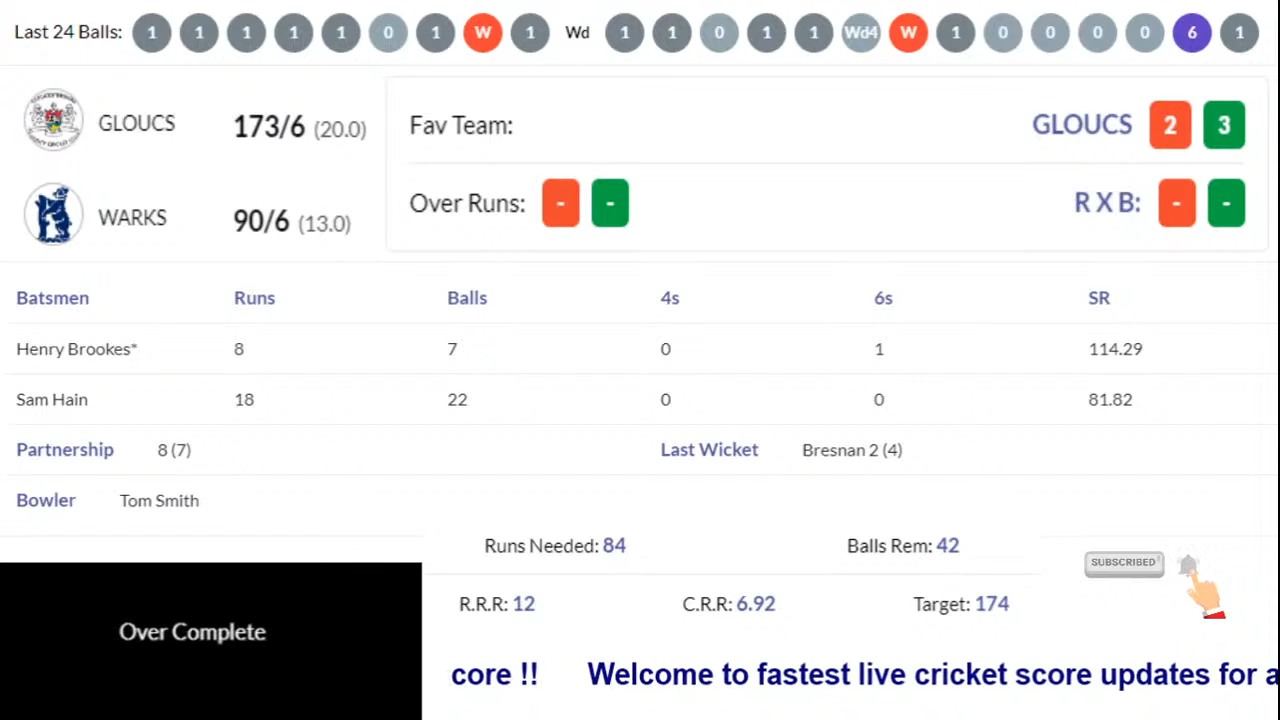 Last 24 Balls: 1 1 1 1 1 0 1 W 1 Wd 1 1 0 1 1 Wd4 W 1 0 0 0 0 6 1
GLOUCS 173/6 (20.0)
Fav Team: GLOUCS 2 3
WARKS 90/6 (13.0)
Over Runs: - - R X B: - -
Batsmen Runs Balls 4s 6s SR
Henry Brookes* 8 7 0 1 114.29
Sam Hain 18 22 0 0 81.82
Partnership 8 (7) Last Wicket Bresnan 2 (4)
Bowler Tom Smith
Runs Needed: 84 Balls Rem: 42
SUBSCRIBED
R.R.R: 12 C.R.R: 6.92 Target: 174
Over Complete
core !! Welcome to fastest live cricket score updates for a